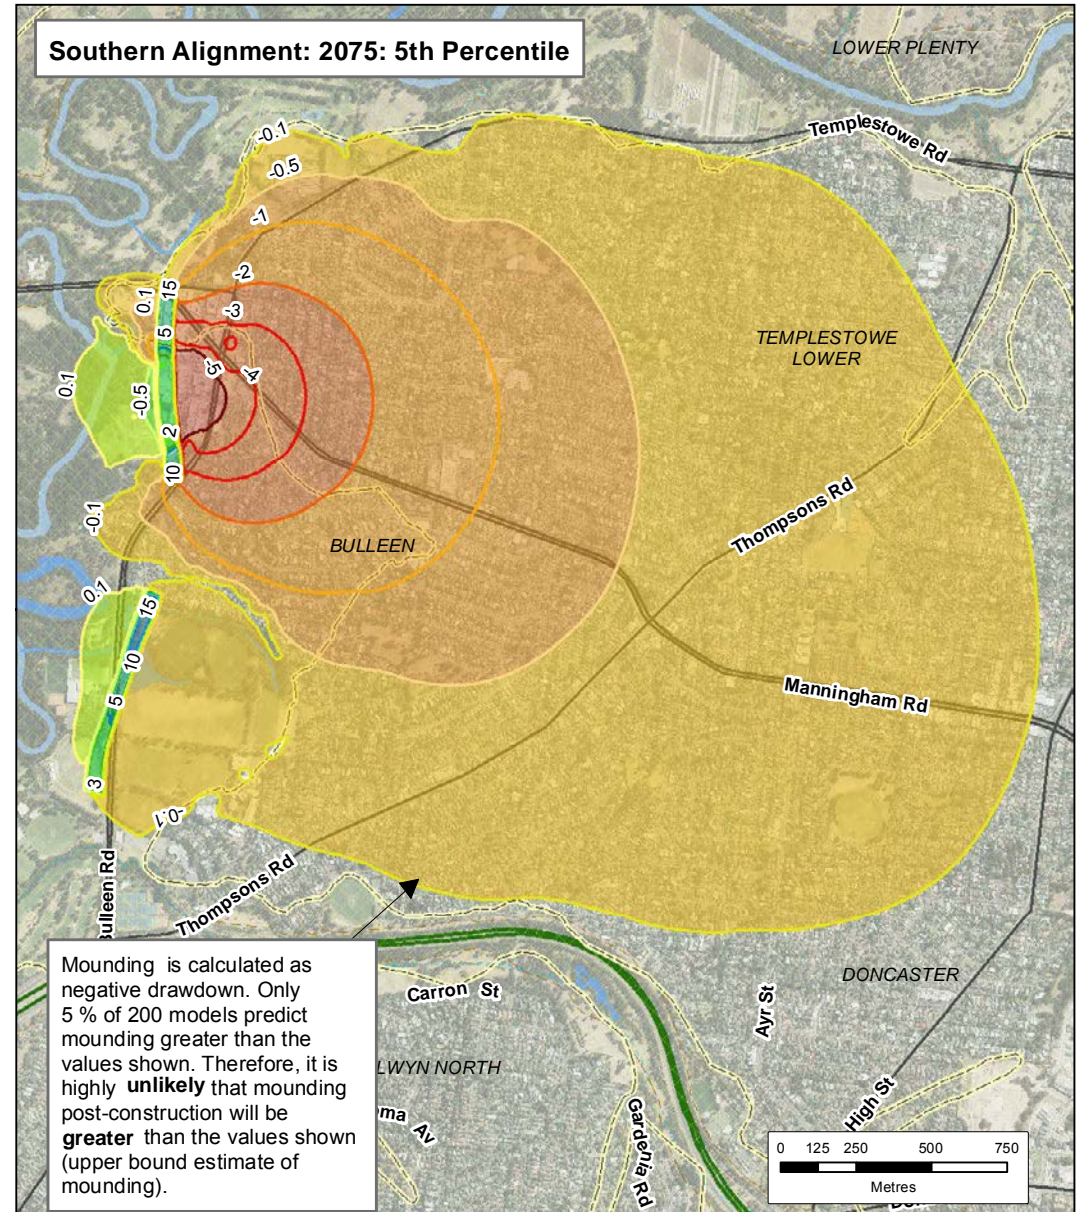 Southern Alignment: 2075: 5th Percentile
LOWER PLENTY
Templestowe Rd
-0.1
-0.5
-1
-2
-3
0.1
15
5
-5
-4
TEMPLESTOWE
LOWER
0.1
-0.5
2
10
-0.1
BULLEEN
Thompsons Rd
0.1
15
10
5
3
Manningham Rd
-0.1
Bulleen Rd
Thompsons Rd
Mounding is calculated as
negative drawdown. Only
5 % of 200 models predict
mounding greater than the
values shown. Therefore, it is
highly unlikely that mounding
post-construction will be
greater than the values shown
(upper bound estimate of
mounding).
Carron St
Ayr St
DONCASTER
LWYN NORTH
ma Av
Gardenia Rd
High St
0 125 250 500 750
Metres